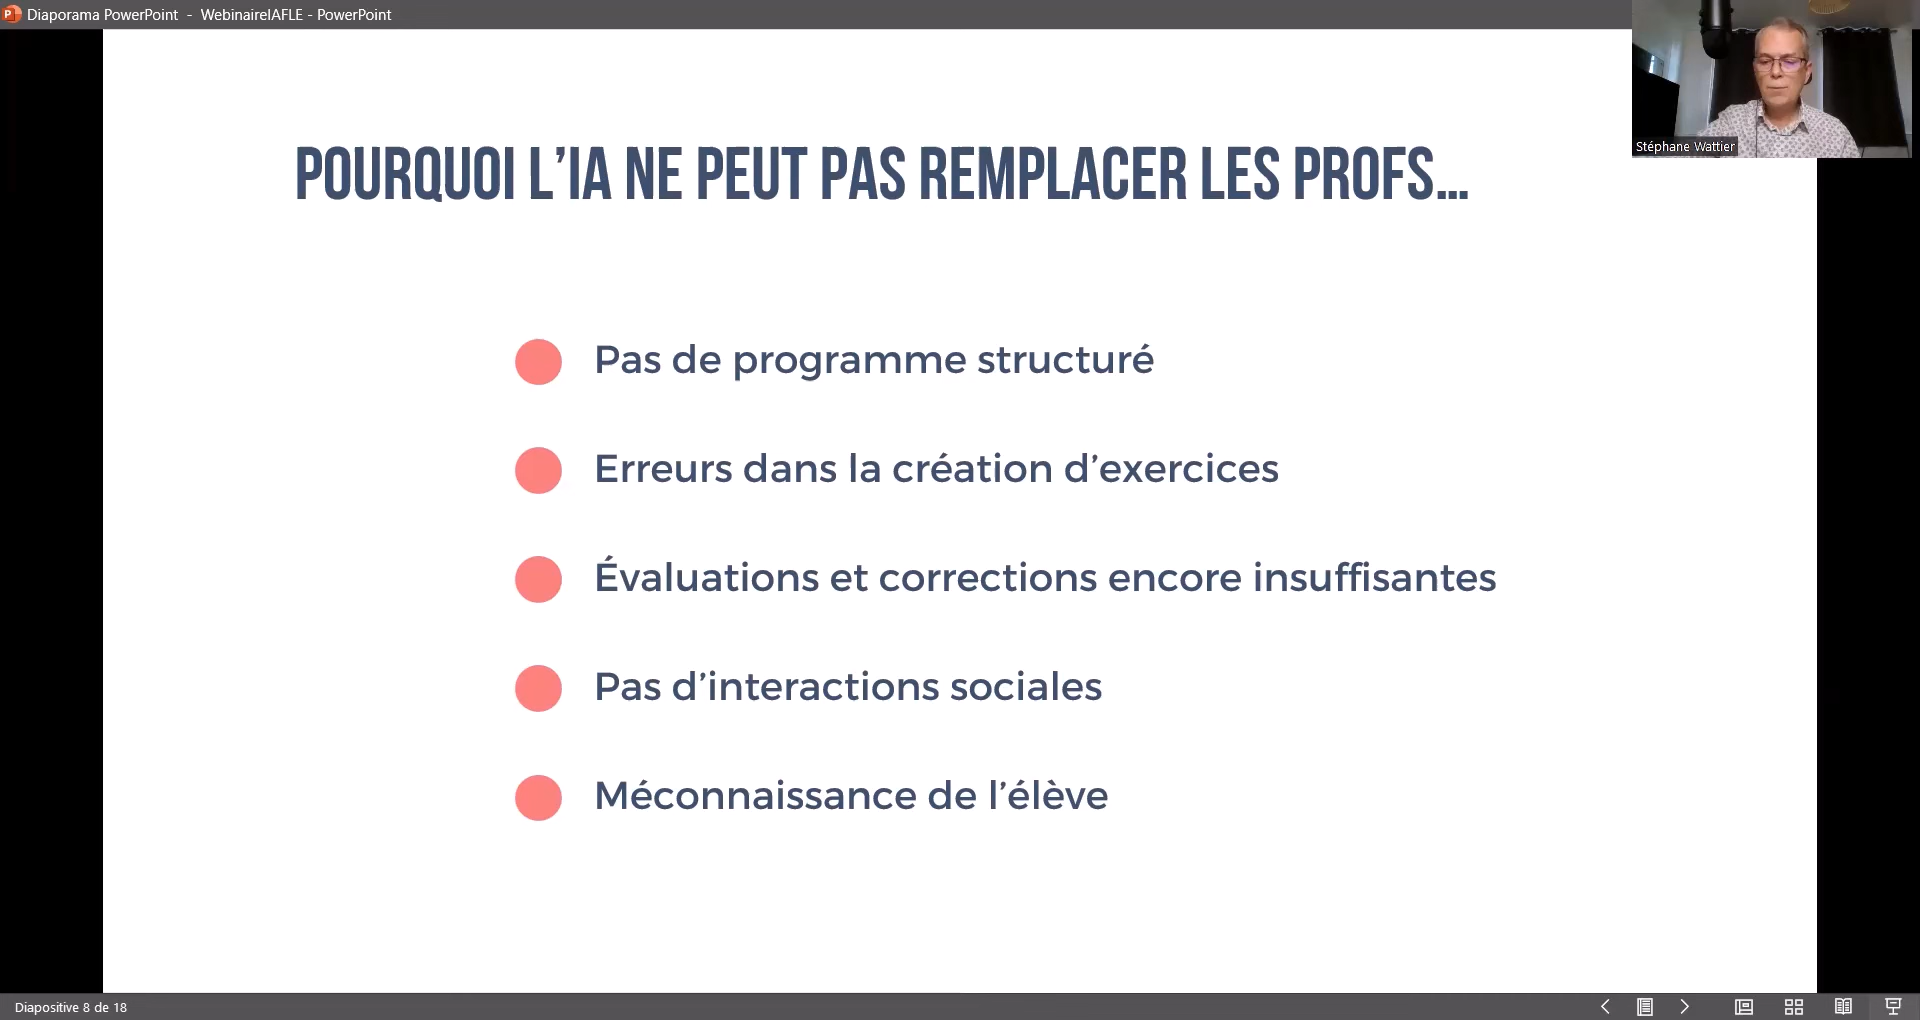 Diaporama PowerPoint - WebinaireIAFLE - PowerPoint
Stéphane Wattier
POURQUOI L'IA NE PEUT PAS REMPLACER LES PROFS...
Pas de programme structuré
Erreurs dans la création d'exercices
Évaluations et corrections encore insuffisantes
Pas d'interactions sociales
Méconnaissance de l'élève
Diapositive 8 de 18